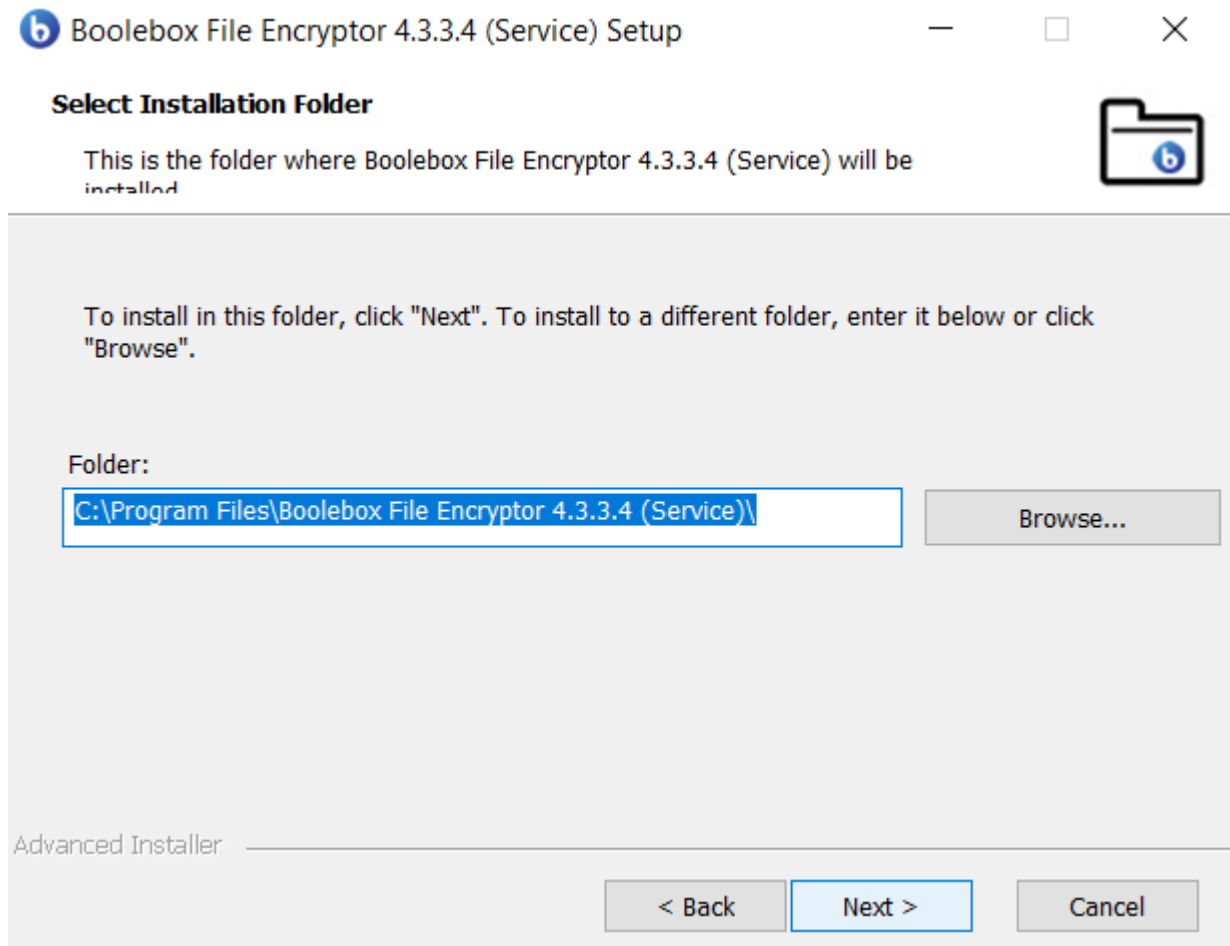 Boolebox File Encryptor 4.3.3.4 (Service) Setup
Select Installation Folder
This is the folder where Boolebox File Encryptor 4.3.3.4 (Service) will be
installed
To install in this folder, click "Next". To install to a different folder, enter it below or click
"Browse".
Folder:
C:\Program Files\Boolebox File Encryptor 4.3.3.4 (Service)\
Browse...
Advanced Installer
< Back
Next >
Cancel